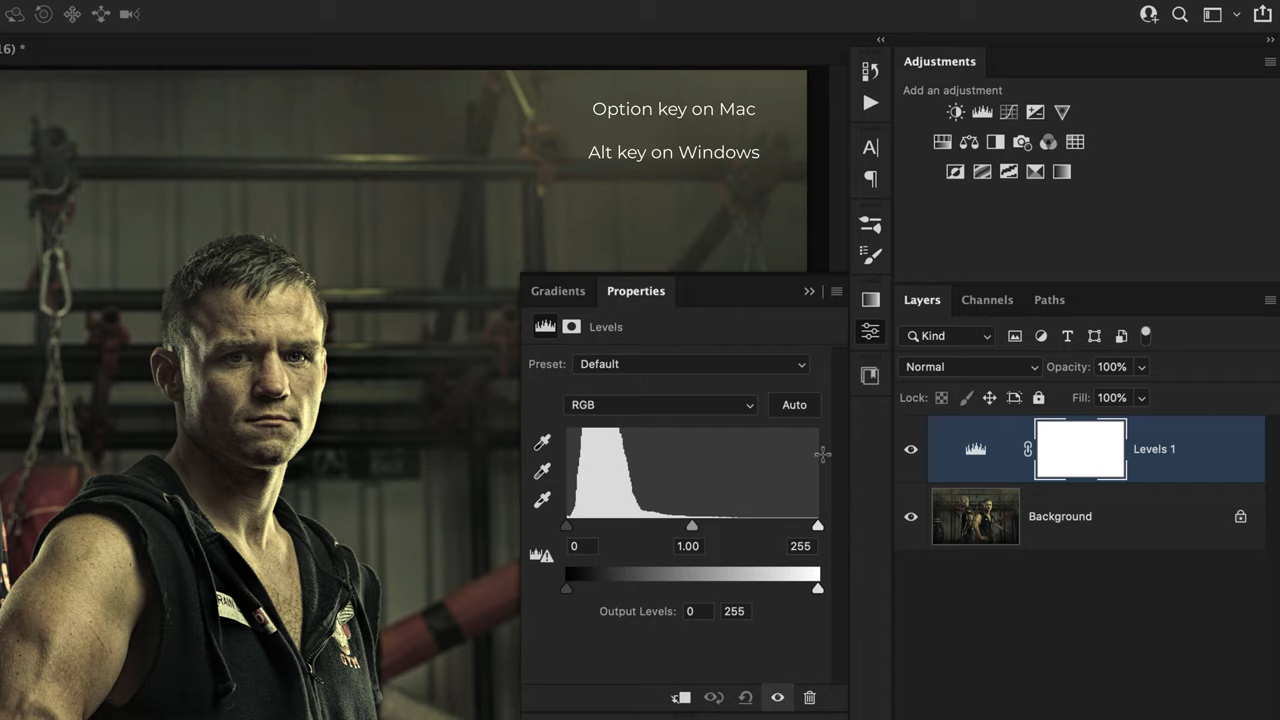 16) *
Option key on Mac
Alt key on Windows
Adjustments
Add an adjustment
Gradients
Properties
Levels
Preset: Default
RGB
Auto
0
1.00
255
Output Levels: 0 255
Layers
Channels
Paths
Kind
Normal
Opacity: 100%
Lock:
Fill: 100%
Levels 1
Background
GYM